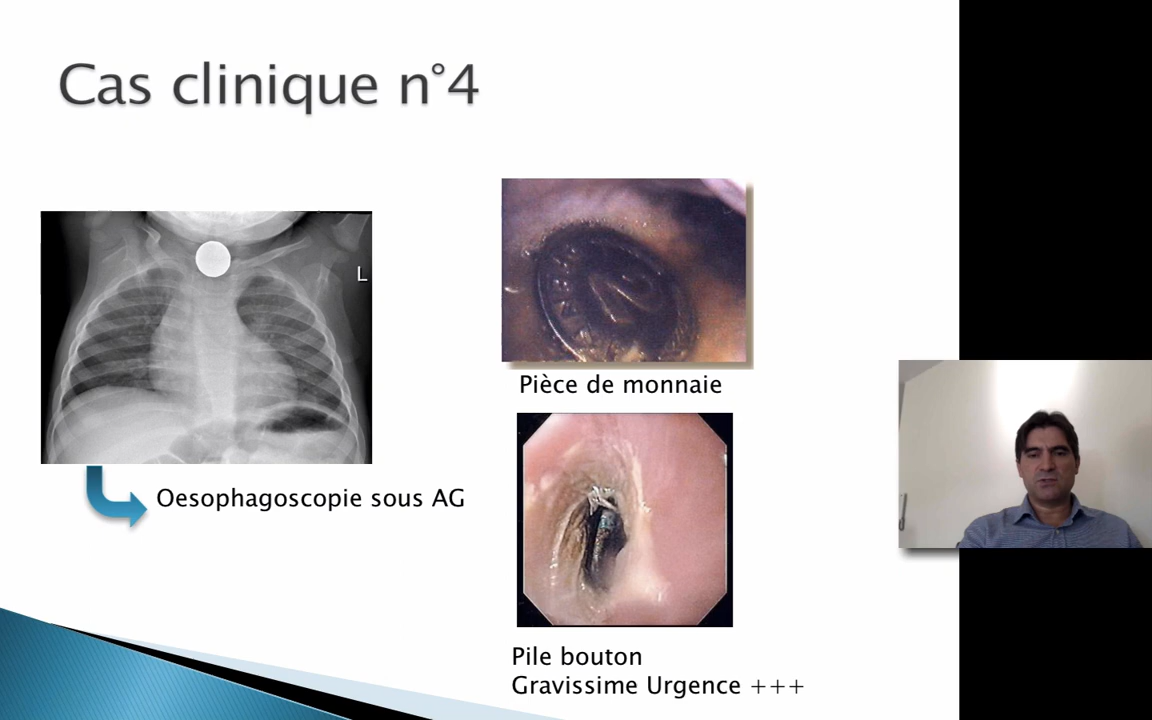 Cas clinique n°4
L
Pièce de monnaie
Oesophagoscopie sous AG
Pile bouton
Gravissime Urgence +++